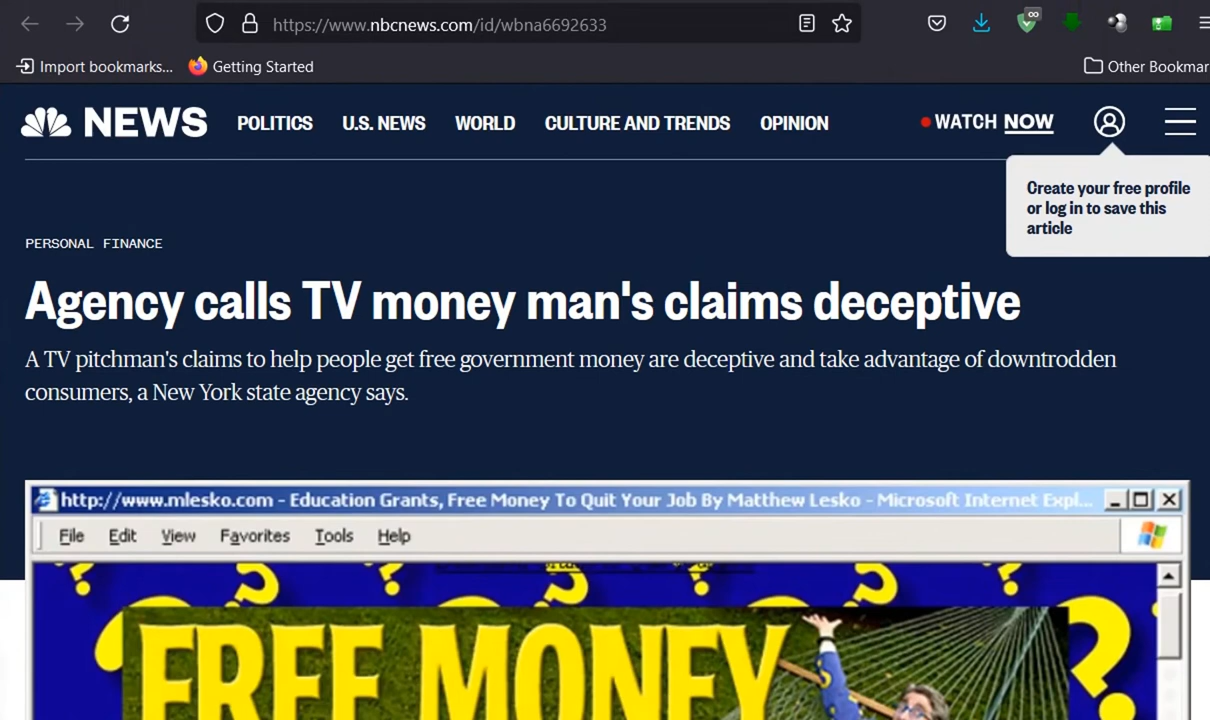 https://www.nbcnews.com/id/wbna6692633
Import bookmarks...
Getting Started
Other Bookmar
NEWS
POLITICS
U.S. NEWS
WORLD
CULTURE AND TRENDS
OPINION
WATCH NOW
Create your free profile
or log in to save this
article
PERSONAL FINANCE
Agency calls TV money man's claims deceptive
A TV pitchman's claims to help people get free government money are deceptive and take advantage of downtrodden
consumers, a New York state agency says.
http://www.mlesko.com - Education Grants, Free Money To Quit Your Job By Matthew Lesko - Microsoft Internet Expl...
File Edit View Favorites Tools Help
FREE MONEY